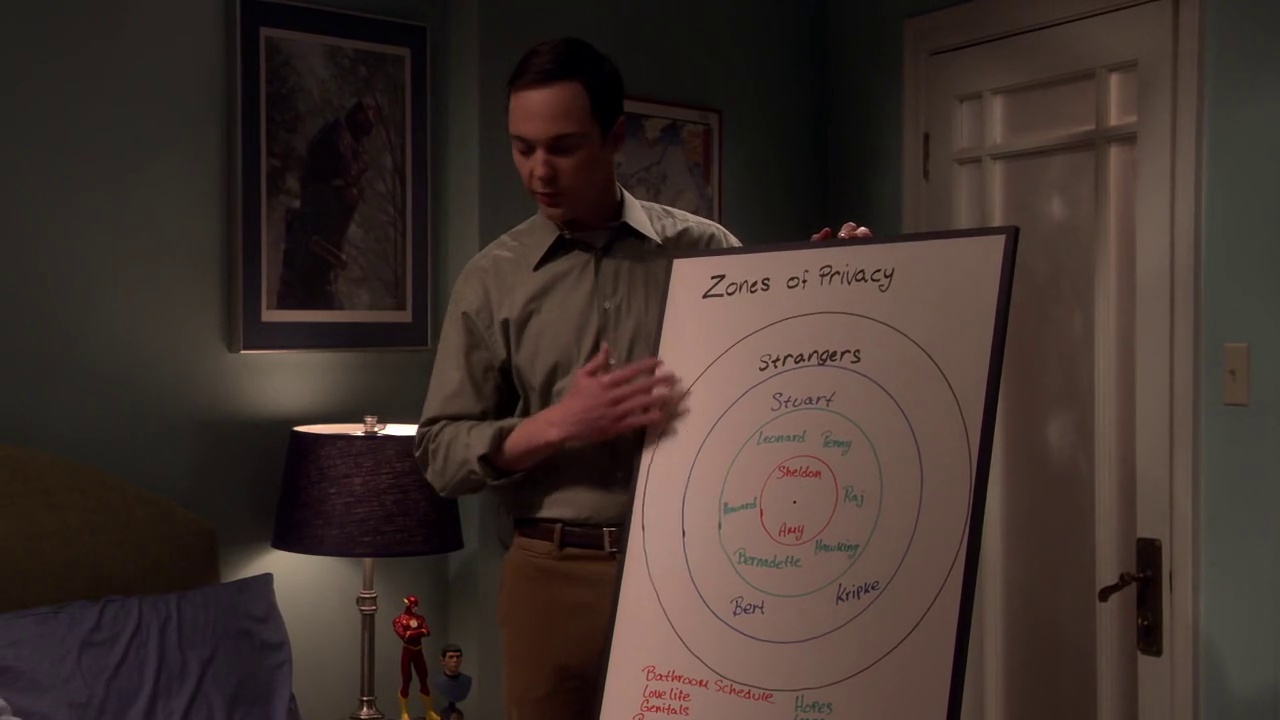 Zones of Privacy
Strangers
Stuart
Leonard Penny
Sheldon
Howard Raj
Amy
Bernadette Hawking
Bert Kripke
Bathroom Schedule
Love life
Genitals
Hopes